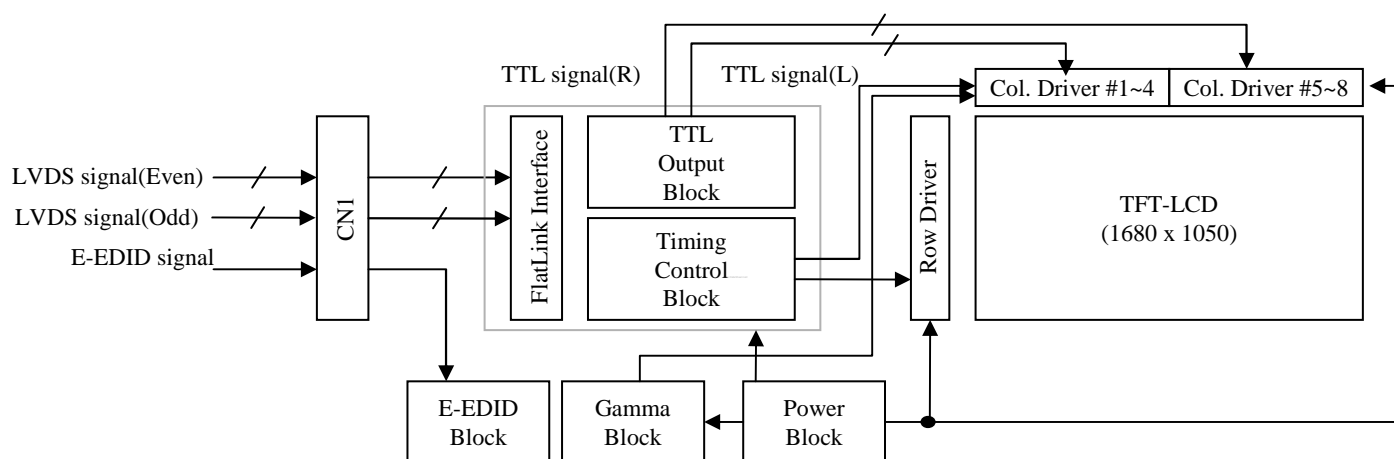 TTL signal(R)
TTL signal(L)
Col. Driver #1~4
Col. Driver #5~8
LVDS signal(Even)
LVDS signal(Odd)
E-EDID signal
CN1
FlatLink Interface
TTL
Output
Block
Timing
Control
Block
Row Driver
TFT-LCD
(1680 x 1050)
E-EDID
Block
Gamma
Block
Power
Block